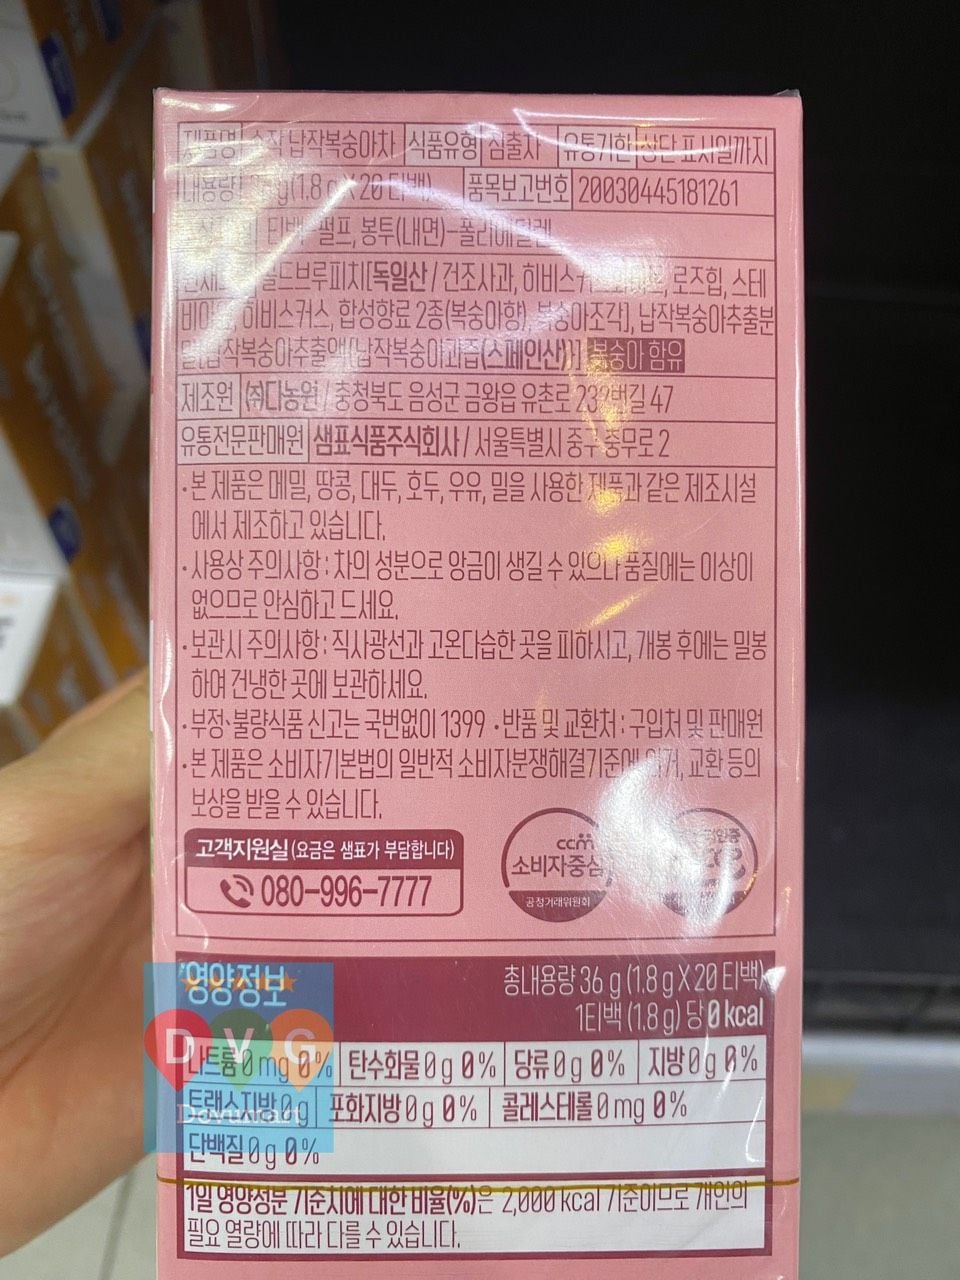 제품명 순작 납작복숭아차 식품유형 침출차 유통기한 상단 표시일까지
내용량 g(1.8 g X 20 티백) 품목보고번호 20030445181261
티백-펄프, 봉투(내면)-폴리에틸렌
콜드브루피치[독일산 / 건조사과, 로즈힙, 스테
히비스커스, 합성향료 2종(복숭아향), 복숭아조각], 납작복숭아추출분
말[납작복숭아추출액{납작복숭아과즙(스페인산)}] 복숭아 함유
제조원 ㈜다농원 / 충청북도 음성군 금왕읍 유촌로 232번길 47
유통전문판매원 샘표식품주식회사 / 서울특별시 중구 충무로 2
·본 제품은 메밀, 땅콩, 대두, 호두, 우유, 밀을 사용한 제품과 같은 제조시설
에서 제조하고 있습니다.
·사용상 주의사항 : 차의 성분으로 앙금이 생길 수 있으나 품질에는 이상이
없으므로 안심하고 드세요.
·보관시 주의사항 : 직사광선과 고온다습한 곳을 피하시고, 개봉 후에는 밀봉
하여 건냉한 곳에 보관하세요.
·부정·불량식품 신고는 국번없이 1399 ·반품 및 교환처 : 구입처 및 판매원
·본 제품은 소비자기본법의 일반적 소비자분쟁해결기준에 의거, 교환 등의
보상을 받을 수 있습니다.
고객지원실 (요금은 샘표가 부담합니다)
080-996-7777
ccm
소비자중심
공정거래위원회
영양정보 총내용량 36 g (1.8 g X 20 티백)
1티백 (1.8 g) 당 0 kcal
나트륨 0 mg 0% 탄수화물 0 g 0% 당류 0 g 0% 지방 0 g 0%
트랜스지방 0 g 포화지방 0 g 0% 콜레스테롤 0 mg 0%
단백질 0 g 0%
1일 영양성분 기준치에 대한 비율(%)은 2,000 kcal 기준이므로 개인의
필요 열량에 따라 다를 수 있습니다.
DVG
Doyumart